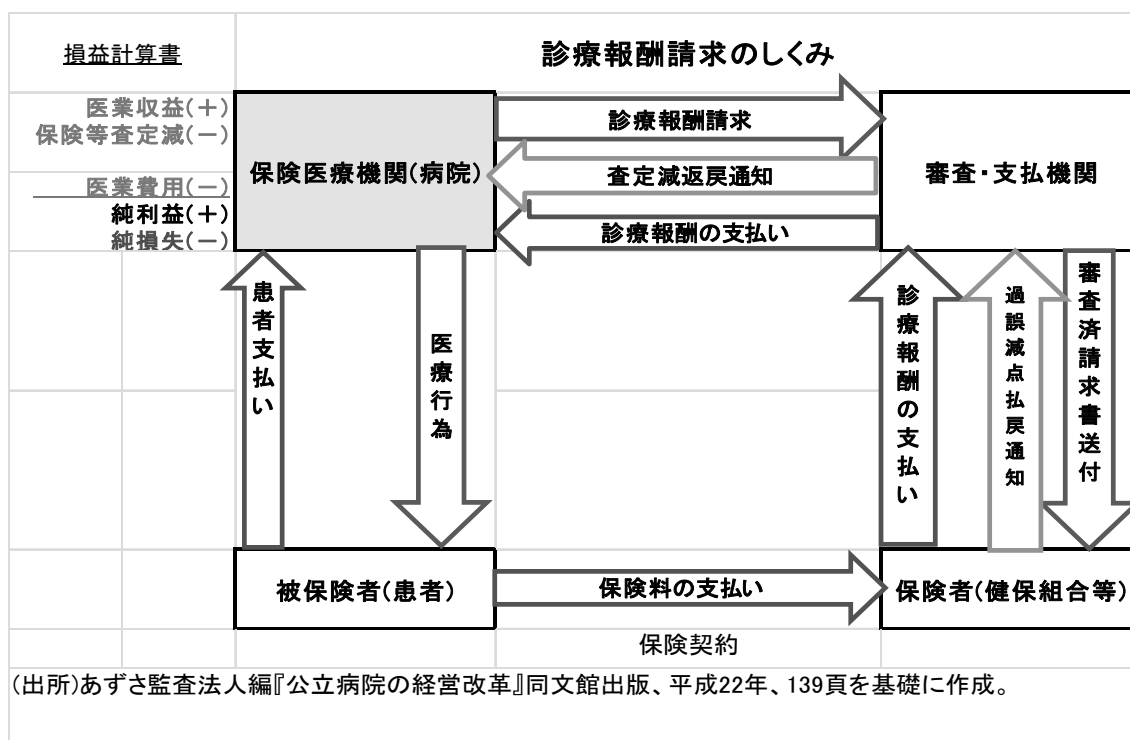 損益計算書
診療報酬請求のしくみ
医業収益(＋)
保険等査定減(－)
医業費用(－)
純利益(＋)
純損失(－)
保険医療機関(病院)
診療報酬請求
査定減返戻通知
診療報酬の支払い
審査・支払機関
患者支払い
医療行為
診療報酬の支払い
過誤減点払戻通知
審査済請求書送付
被保険者(患者)
保険料の支払い
保険者(健保組合等)
保険契約
(出所)あずさ監査法人編『公立病院の経営改革』同文館出版、平成22年、139頁を基礎に作成。